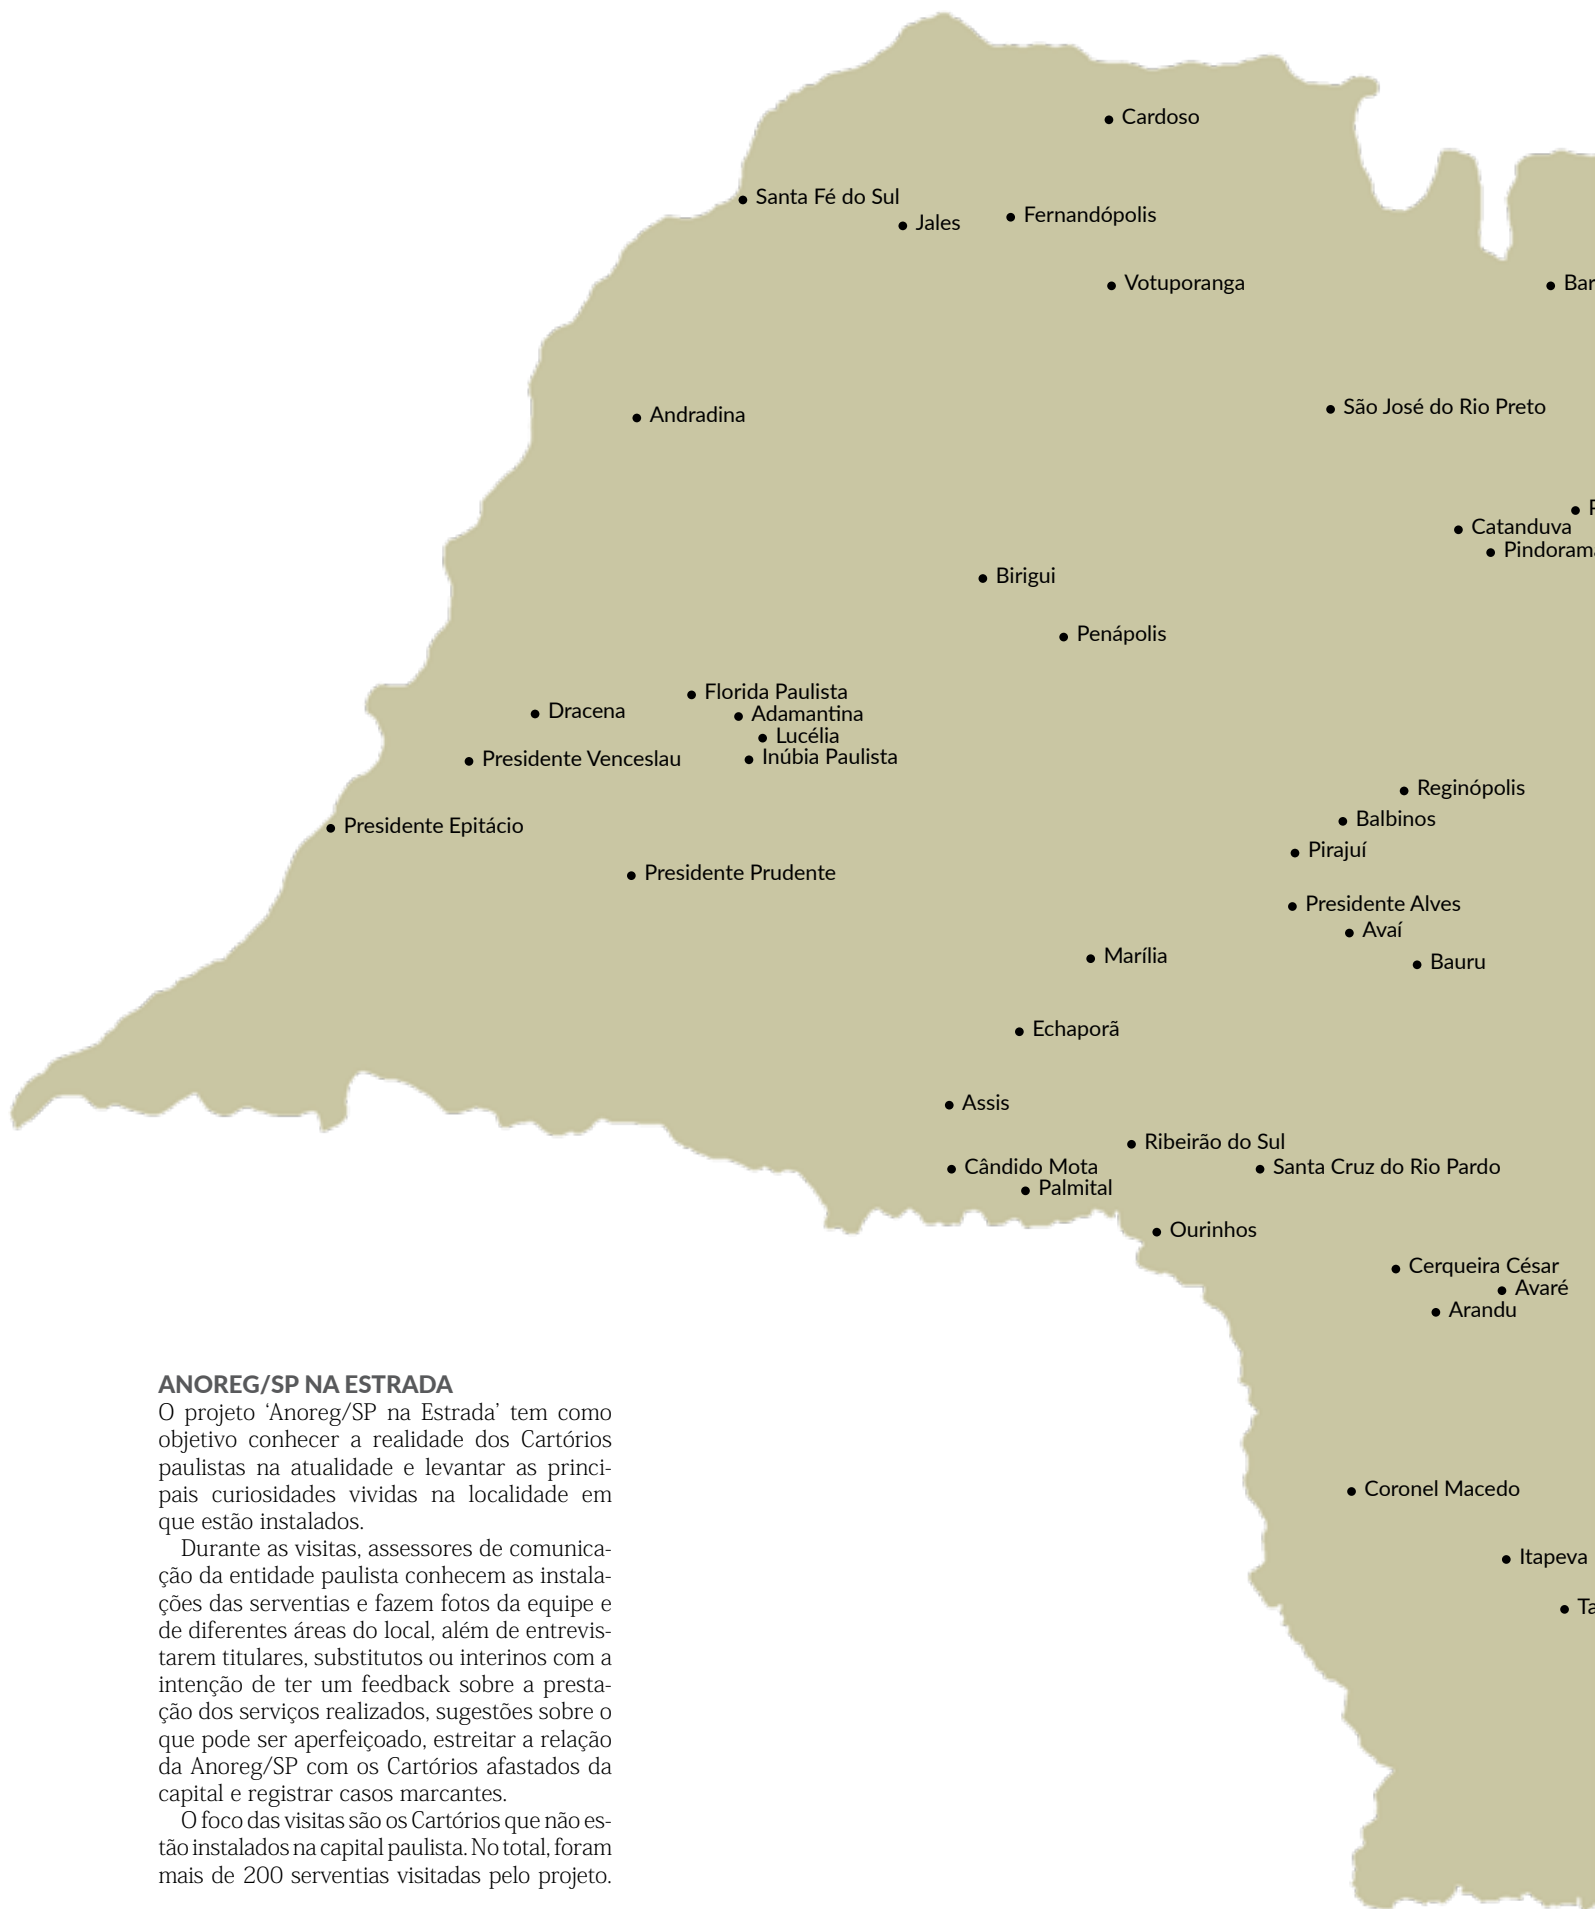 Cardoso
Santa Fé do Sul
Jales
Fernandópolis
Votuporanga
Bar
Andradina
São José do Rio Preto
P
Catanduva
Pindorama
Birigui
Penápolis
Florida Paulista
Dracena
Adamantina
Lucélia
Presidente Venceslau
Inúbia Paulista
Reginópolis
Balbinos
Presidente Epitácio
Pirajuí
Presidente Prudente
Presidente Alves
Avaí
Marília
Bauru
Echaporã
Assis
Ribeirão do Sul
Cândido Mota
Santa Cruz do Rio Pardo
Palmital
Ourinhos
Cerqueira César
Avaré
Arandu
Coronel Macedo
Itapeva
Ta
ANOREG/SP NA ESTRADA
O projeto ‘Anoreg/SP na Estrada’ tem como
objetivo conhecer a realidade dos Cartórios
paulistas na atualidade e levantar as princi-
pais curiosidades vividas na localidade em
que estão instalados.
Durante as visitas, assessores de comunica-
ção da entidade paulista conhecem as instala-
ções das serventias e fazem fotos da equipe e
de diferentes áreas do local, além de entrevis-
tarem titulares, substitutos ou interinos com a
intenção de ter um feedback sobre a presta-
ção dos serviços realizados, sugestões sobre o
que pode ser aperfeiçoado, estreitar a relação
da Anoreg/SP com os Cartórios afastados da
capital e registrar casos marcantes.
O foco das visitas são os Cartórios que não es-
tão instalados na capital paulista. No total, foram
mais de 200 serventias visitadas pelo projeto.